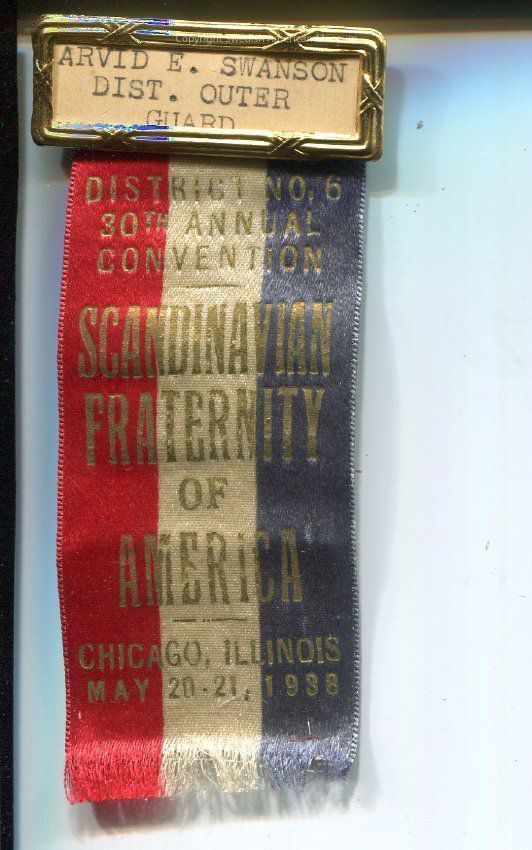 Copyright
ARVID E. SWANSON
DIST. OUTER
GUARD
DISTRICT NO. 6
30TH ANNUAL
CONVENTION
SCANDINAVIAN
FRATERNITY
OF
AMERICA
CHICAGO, ILLINOIS
MAY 20-21, 1938